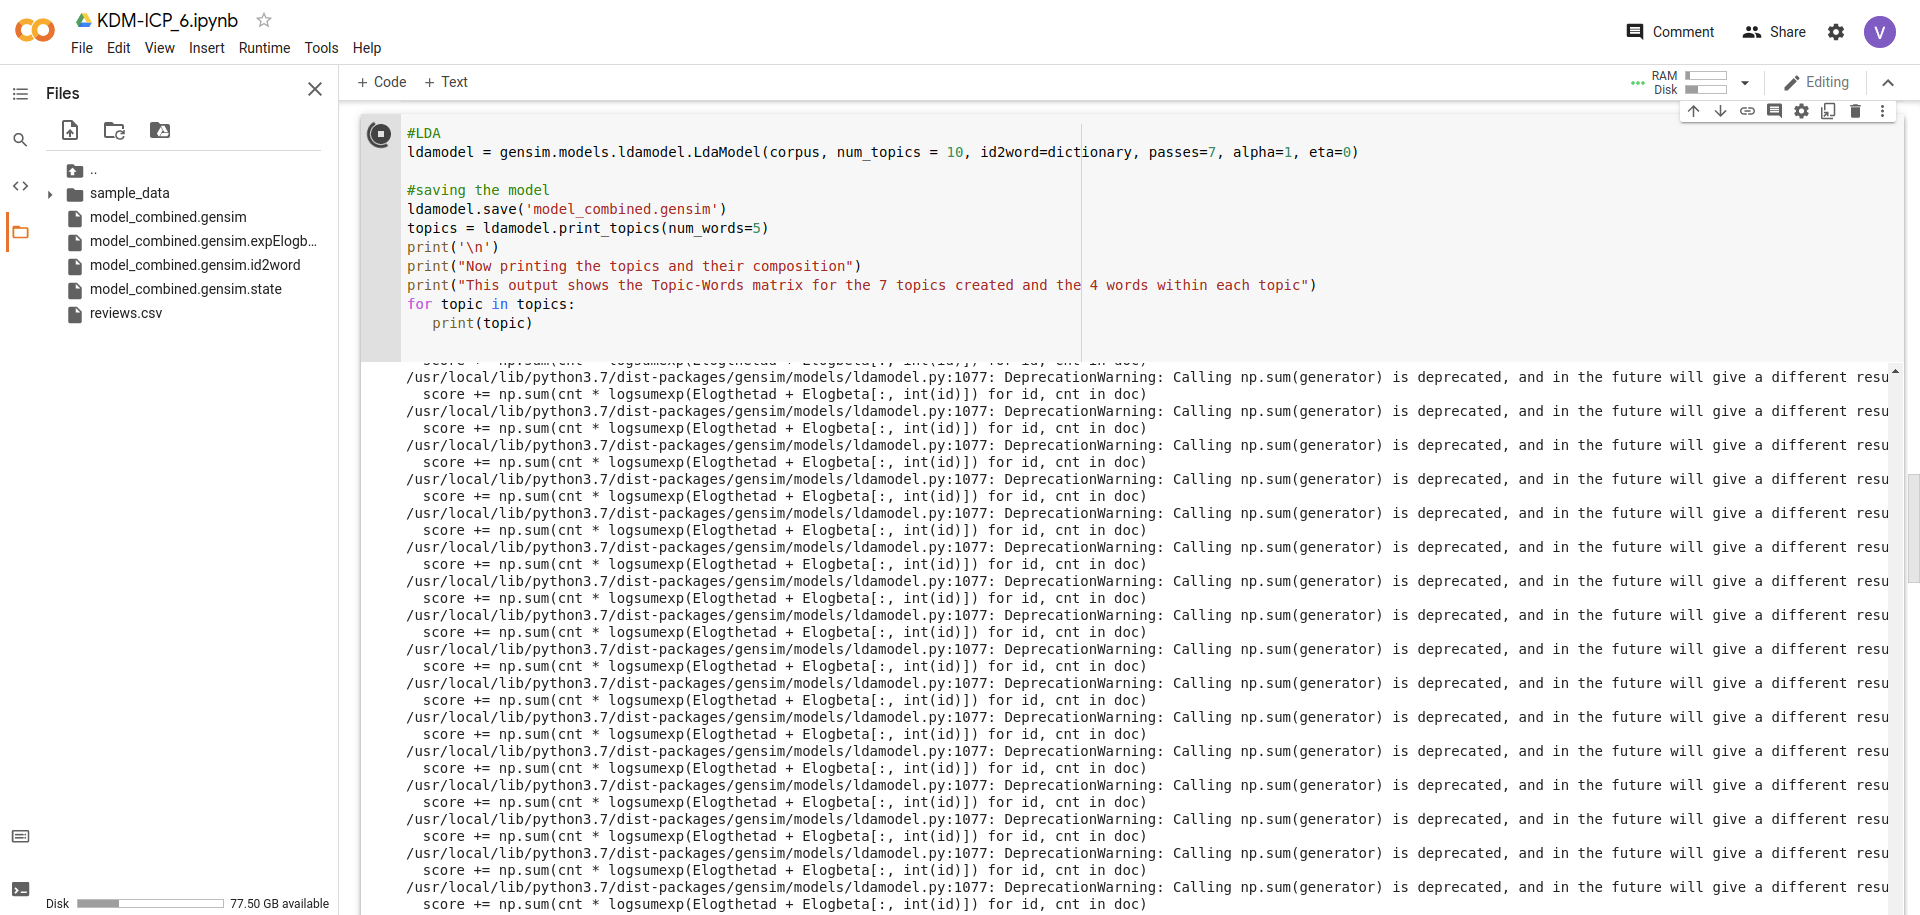 KDM-ICP_6.ipynb
File Edit View Insert Runtime Tools Help
Comment Share V
Files
+ Code + Text
RAM
Disk
Editing
..
sample_data
model_combined.gensim
model_combined.gensim.expElogb...
model_combined.gensim.id2word
model_combined.gensim.state
reviews.csv
#LDA
ldamodel = gensim.models.ldamodel.LdaModel(corpus, num_topics = 10, id2word=dictionary, passes=7, alpha=1, eta=0)
#saving the model
ldamodel.save('model_combined.gensim')
topics = ldamodel.print_topics(num_words=5)
print('\n')
print("Now printing the topics and their composition")
print("This output shows the Topic-Words matrix for the 7 topics created and the 4 words within each topic")
for topic in topics:
print(topic)
score += np.sum(cnt * logsumexp(Elogthetad + Elogbeta[:, int(id)]) for id, cnt in doc)
/usr/local/lib/python3.7/dist-packages/gensim/models/ldamodel.py:1077: DeprecationWarning: Calling np.sum(generator) is deprecated, and in the future will give a different resu
score += np.sum(cnt * logsumexp(Elogthetad + Elogbeta[:, int(id)]) for id, cnt in doc)
/usr/local/lib/python3.7/dist-packages/gensim/models/ldamodel.py:1077: DeprecationWarning: Calling np.sum(generator) is deprecated, and in the future will give a different resu
score += np.sum(cnt * logsumexp(Elogthetad + Elogbeta[:, int(id)]) for id, cnt in doc)
/usr/local/lib/python3.7/dist-packages/gensim/models/ldamodel.py:1077: DeprecationWarning: Calling np.sum(generator) is deprecated, and in the future will give a different resu
score += np.sum(cnt * logsumexp(Elogthetad + Elogbeta[:, int(id)]) for id, cnt in doc)
/usr/local/lib/python3.7/dist-packages/gensim/models/ldamodel.py:1077: DeprecationWarning: Calling np.sum(generator) is deprecated, and in the future will give a different resu
score += np.sum(cnt * logsumexp(Elogthetad + Elogbeta[:, int(id)]) for id, cnt in doc)
/usr/local/lib/python3.7/dist-packages/gensim/models/ldamodel.py:1077: DeprecationWarning: Calling np.sum(generator) is deprecated, and in the future will give a different resu
score += np.sum(cnt * logsumexp(Elogthetad + Elogbeta[:, int(id)]) for id, cnt in doc)
/usr/local/lib/python3.7/dist-packages/gensim/models/ldamodel.py:1077: DeprecationWarning: Calling np.sum(generator) is deprecated, and in the future will give a different resu
score += np.sum(cnt * logsumexp(Elogthetad + Elogbeta[:, int(id)]) for id, cnt in doc)
/usr/local/lib/python3.7/dist-packages/gensim/models/ldamodel.py:1077: DeprecationWarning: Calling np.sum(generator) is deprecated, and in the future will give a different resu
score += np.sum(cnt * logsumexp(Elogthetad + Elogbeta[:, int(id)]) for id, cnt in doc)
/usr/local/lib/python3.7/dist-packages/gensim/models/ldamodel.py:1077: DeprecationWarning: Calling np.sum(generator) is deprecated, and in the future will give a different resu
score += np.sum(cnt * logsumexp(Elogthetad + Elogbeta[:, int(id)]) for id, cnt in doc)
/usr/local/lib/python3.7/dist-packages/gensim/models/ldamodel.py:1077: DeprecationWarning: Calling np.sum(generator) is deprecated, and in the future will give a different resu
score += np.sum(cnt * logsumexp(Elogthetad + Elogbeta[:, int(id)]) for id, cnt in doc)
/usr/local/lib/python3.7/dist-packages/gensim/models/ldamodel.py:1077: DeprecationWarning: Calling np.sum(generator) is deprecated, and in the future will give a different resu
score += np.sum(cnt * logsumexp(Elogthetad + Elogbeta[:, int(id)]) for id, cnt in doc)
/usr/local/lib/python3.7/dist-packages/gensim/models/ldamodel.py:1077: DeprecationWarning: Calling np.sum(generator) is deprecated, and in the future will give a different resu
score += np.sum(cnt * logsumexp(Elogthetad + Elogbeta[:, int(id)]) for id, cnt in doc)
/usr/local/lib/python3.7/dist-packages/gensim/models/ldamodel.py:1077: DeprecationWarning: Calling np.sum(generator) is deprecated, and in the future will give a different resu
score += np.sum(cnt * logsumexp(Elogthetad + Elogbeta[:, int(id)]) for id, cnt in doc)
/usr/local/lib/python3.7/dist-packages/gensim/models/ldamodel.py:1077: DeprecationWarning: Calling np.sum(generator) is deprecated, and in the future will give a different resu
score += np.sum(cnt * logsumexp(Elogthetad + Elogbeta[:, int(id)]) for id, cnt in doc)
/usr/local/lib/python3.7/dist-packages/gensim/models/ldamodel.py:1077: DeprecationWarning: Calling np.sum(generator) is deprecated, and in the future will give a different resu
score += np.sum(cnt * logsumexp(Elogthetad + Elogbeta[:, int(id)]) for id, cnt in doc)
/usr/local/lib/python3.7/dist-packages/gensim/models/ldamodel.py:1077: DeprecationWarning: Calling np.sum(generator) is deprecated, and in the future will give a different resu
score += np.sum(cnt * logsumexp(Elogthetad + Elogbeta[:, int(id)]) for id, cnt in doc)
/usr/local/lib/python3.7/dist-packages/gensim/models/ldamodel.py:1077: DeprecationWarning: Calling np.sum(generator) is deprecated, and in the future will give a different resu
score += np.sum(cnt * logsumexp(Elogthetad + Elogbeta[:, int(id)]) for id, cnt in doc)
Disk 77.50 GB available